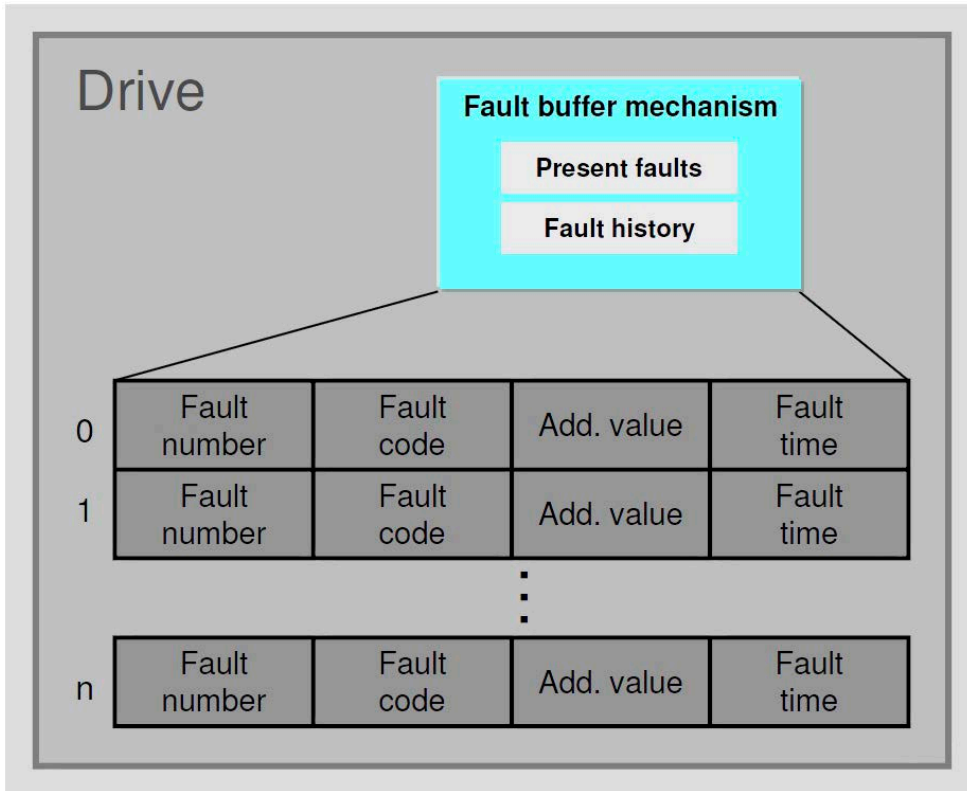 Drive
Fault buffer mechanism
Present faults
Fault history
0
Fault
number
Fault
code
Add. value
Fault
time
1
Fault
number
Fault
code
Add. value
Fault
time
n
Fault
number
Fault
code
Add. value
Fault
time